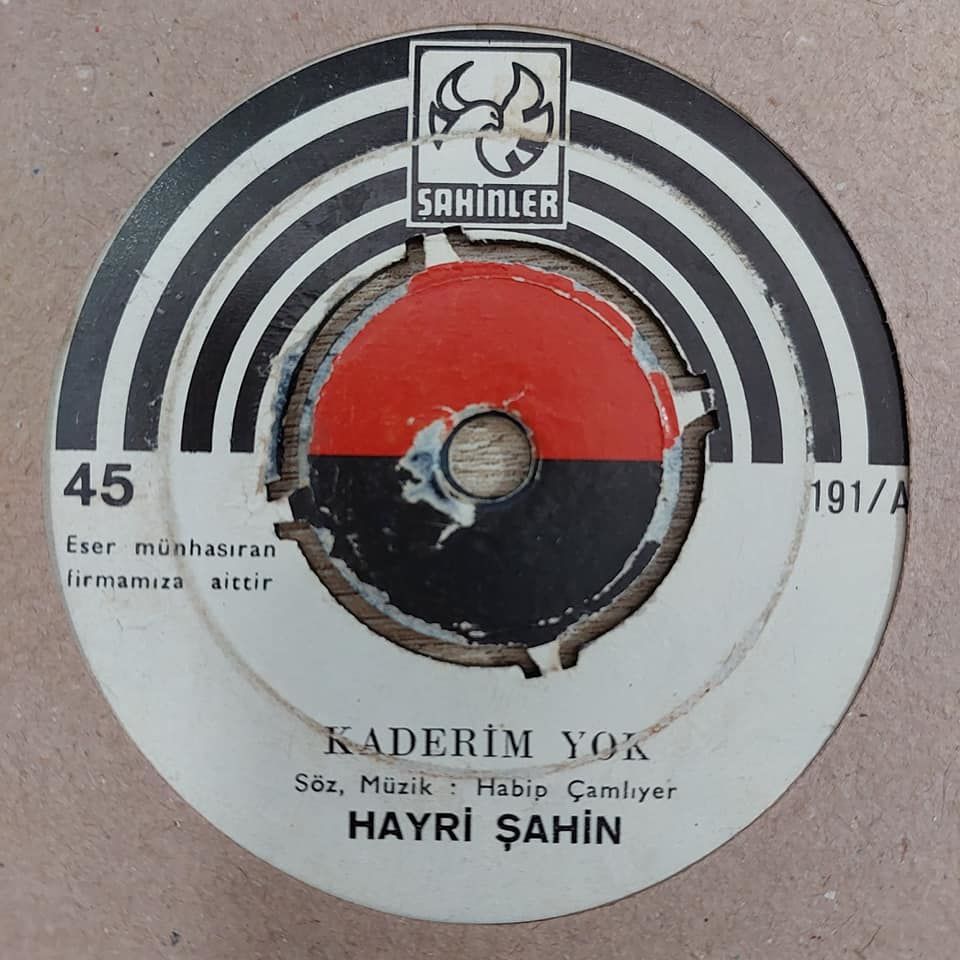 ŞAHİNLER
45
191/A
Eser münhasıran
firmamıza aittir
KADERİM YOK
Söz, Müzik : Habip Çamlıyer
HAYRİ ŞAHİN